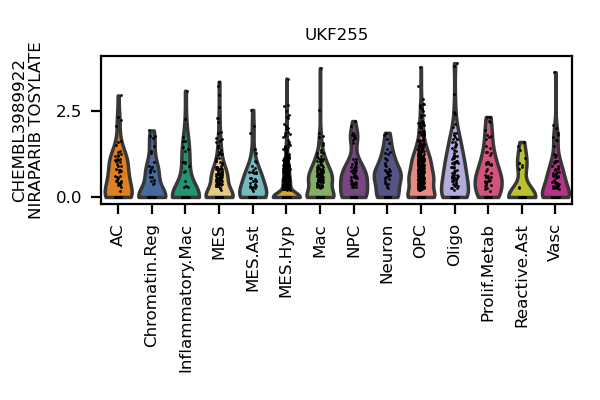 UKF255
CHEMBL3989922
NIRAPARIB TOSYLATE
2.5
0.0
AC
Chromatin.Reg
Inflammatory.Mac
MES
MES.Ast
MES.Hyp
Mac
NPC
Neuron
OPC
Oligo
Prolif.Metab
Reactive.Ast
Vasc